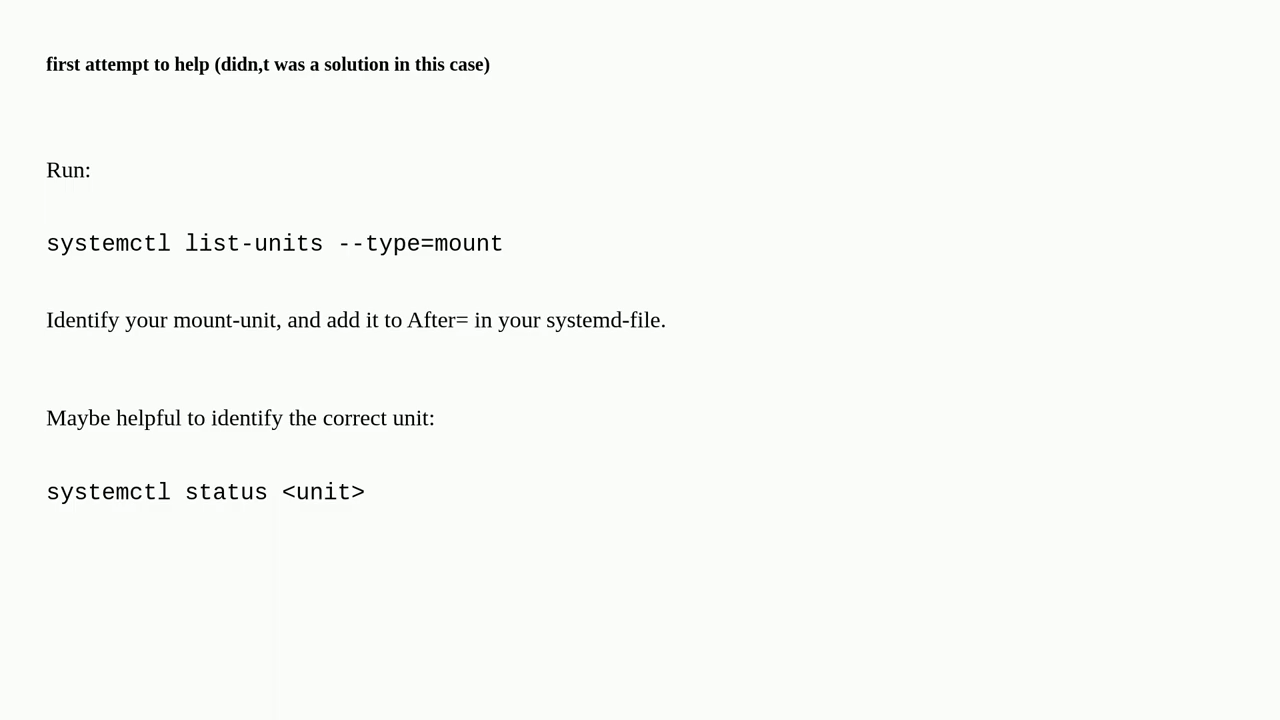 first attempt to help (didn,t was a solution in this case)
Run:
systemctl list-units --type=mount
Identify your mount-unit, and add it to After= in your systemd-file.
Maybe helpful to identify the correct unit:
systemctl status <unit>